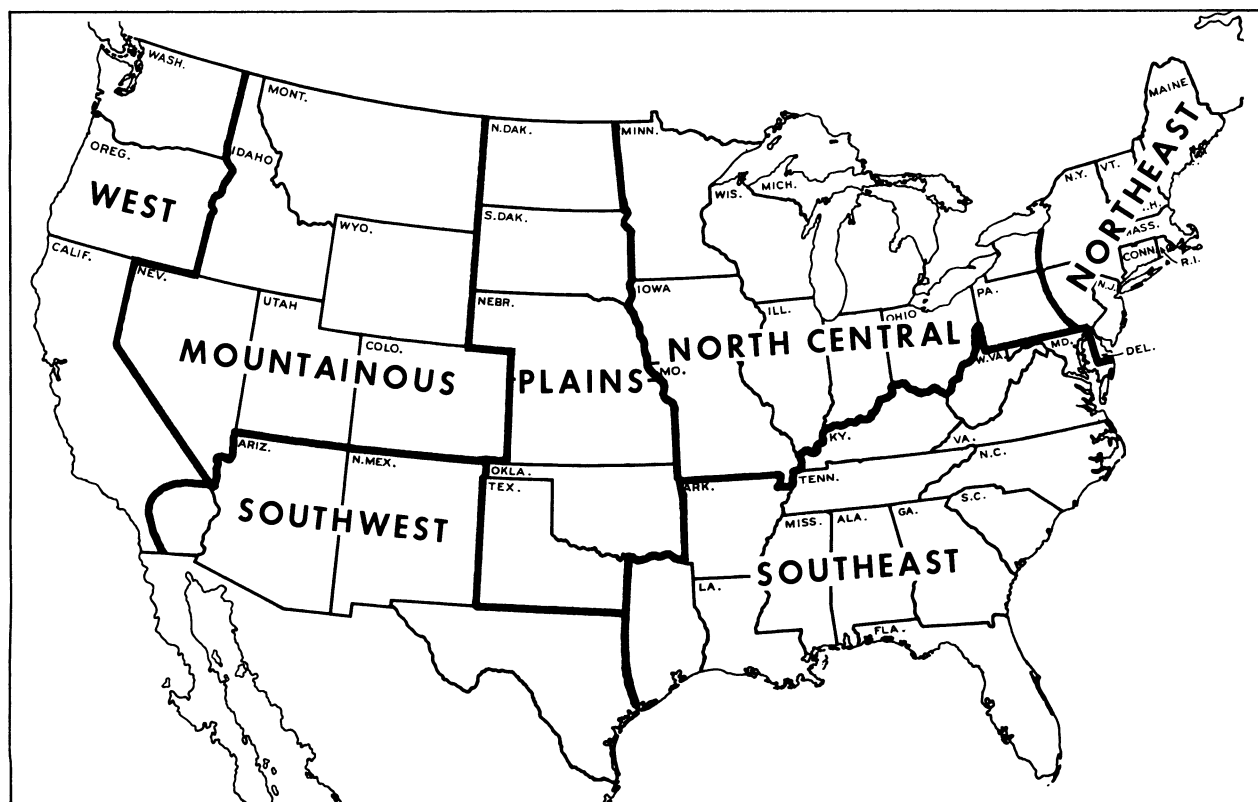 WASH.
MONT.
N.DAK.
MINN.
MAINE
OREG.
IDAHO
N.Y.
VT.
NORTHEAST
WEST
WIS.
MICH.
S.DAK.
WYO.
.H.
MASS.
CONN.
R.I.
CALIF.
NEV.
UTAH
NEBR.
IOWA
ILL.
OHIO
PA.
N.J.
MOUNTAINOUS
COLO.
PLAINS
NORTH CENTRAL
MO.
W.VA.
MD.
DEL.
ARIZ.
N.MEX.
OKLA.
TEX.
KY.
VA.
N.C.
ARK.
TENN.
S.C.
SOUTHWEST
MISS.
ALA.
GA.
SOUTHEAST
LA.
FLA.